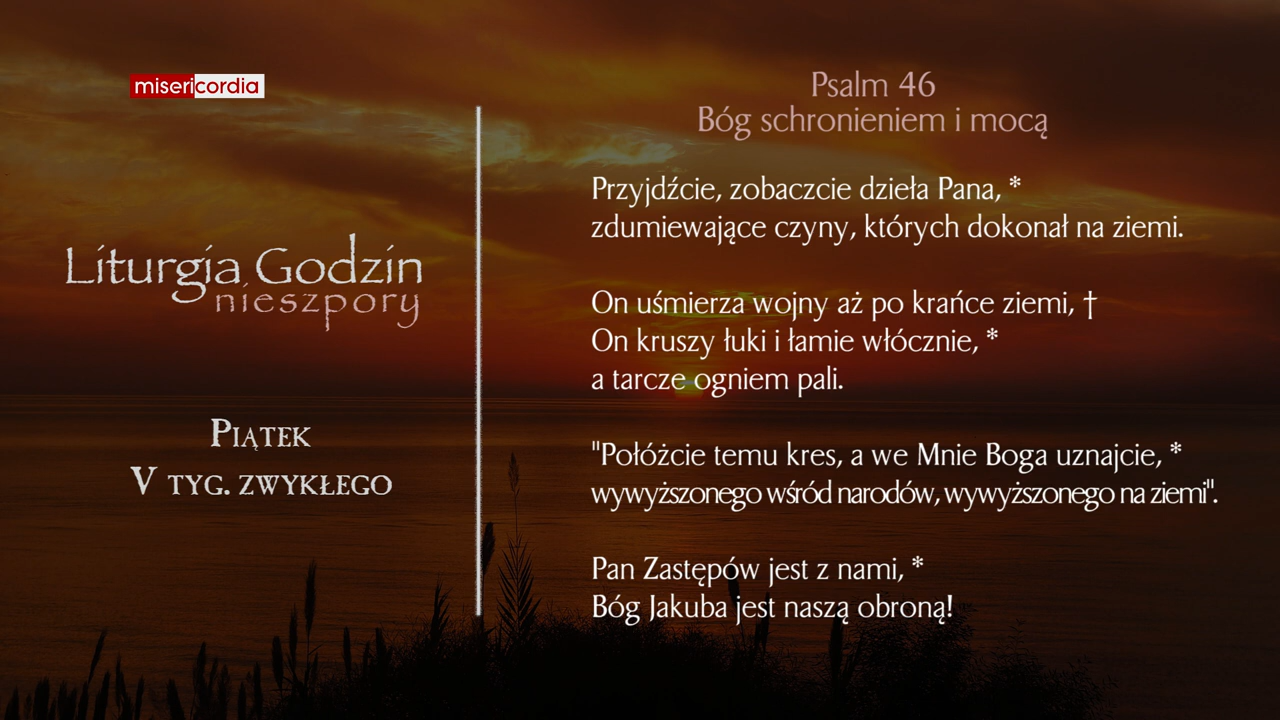 misericordia
Liturgia Godzin
nieszpory
Piątek
V tyg. zwykłego
Psalm 46
Bóg schronieniem i mocą
Przyjdźcie, zobaczcie dzieła Pana, *
zdumiewające czyny, których dokonał na ziemi.
On uśmierza wojny aż po krańce ziemi, †
On kruszy łuki i łamie włócznie, *
a tarcze ogniem pali.
"Połóżcie temu kres, a we Mnie Boga uznajcie, *
wywyższonego wśród narodów, wywyższonego na ziemi".
Pan Zastępów jest z nami, *
Bóg Jakuba jest naszą obroną!